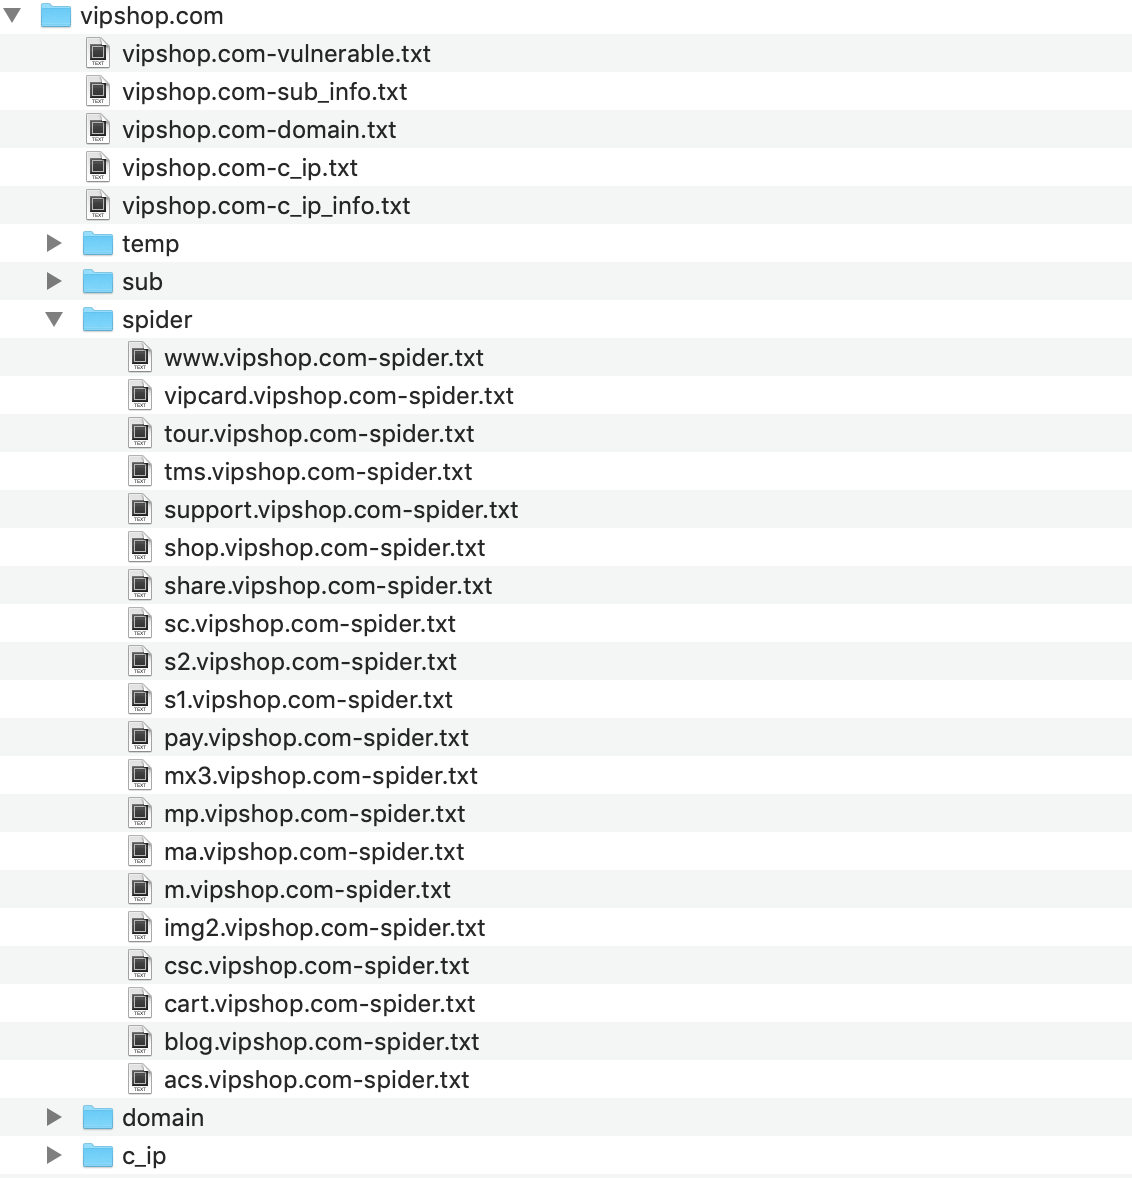 vipshop.com
vipshop.com-vulnerable.txt
vipshop.com-sub_info.txt
vipshop.com-domain.txt
vipshop.com-c_ip.txt
vipshop.com-c_ip_info.txt
temp
sub
spider
www.vipshop.com-spider.txt
vipcard.vipshop.com-spider.txt
tour.vipshop.com-spider.txt
tms.vipshop.com-spider.txt
support.vipshop.com-spider.txt
shop.vipshop.com-spider.txt
share.vipshop.com-spider.txt
sc.vipshop.com-spider.txt
s2.vipshop.com-spider.txt
s1.vipshop.com-spider.txt
pay.vipshop.com-spider.txt
mx3.vipshop.com-spider.txt
mp.vipshop.com-spider.txt
ma.vipshop.com-spider.txt
m.vipshop.com-spider.txt
img2.vipshop.com-spider.txt
csc.vipshop.com-spider.txt
cart.vipshop.com-spider.txt
blog.vipshop.com-spider.txt
acs.vipshop.com-spider.txt
domain
c_ip